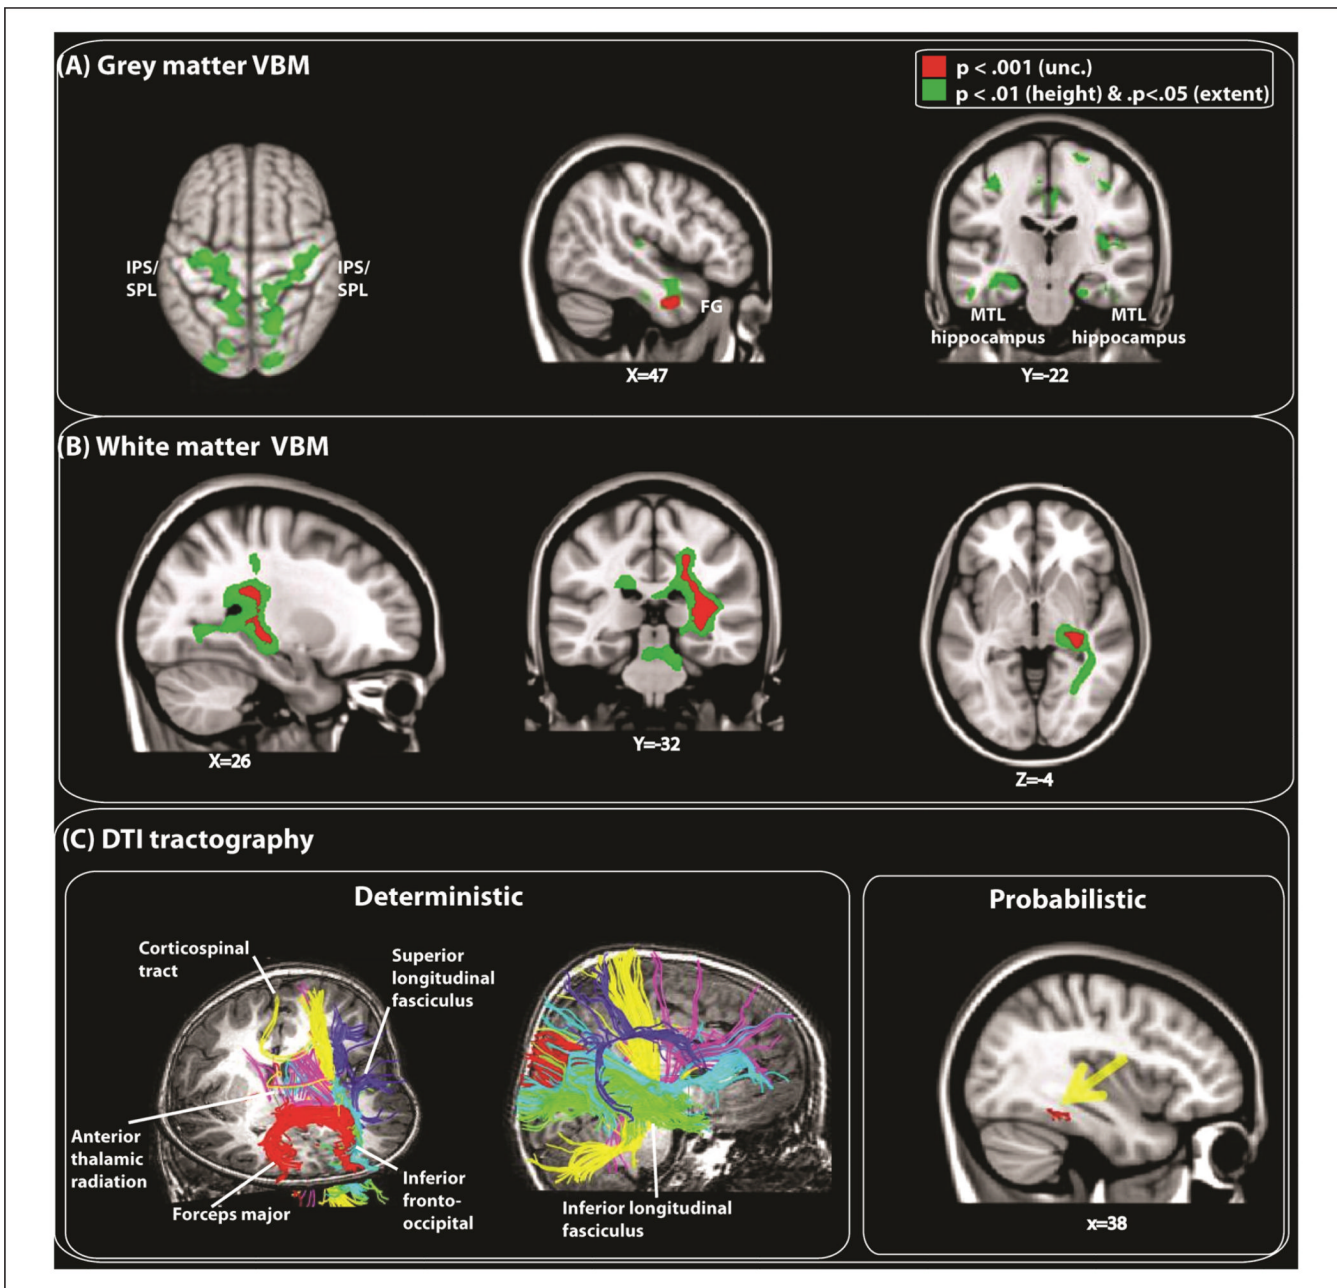 (A) Grey matter VBM
p < .001 (unc.)
p < .01 (height) & .p<.05 (extent)
IPS/
SPL
IPS/
SPL
FG
MTL
hippocampus
MTL
hippocampus
X=47
Y=-22
(B) White matter VBM
X=26
Y=-32
Z=-4
(C) DTI tractography
Deterministic
Probabilistic
Corticospinal
tract
Superior
longitudinal
fasciculus
Anterior
thalamic
radiation
Forceps major
Inferior
fronto-
occipital
Inferior longitudinal
fasciculus
x=38